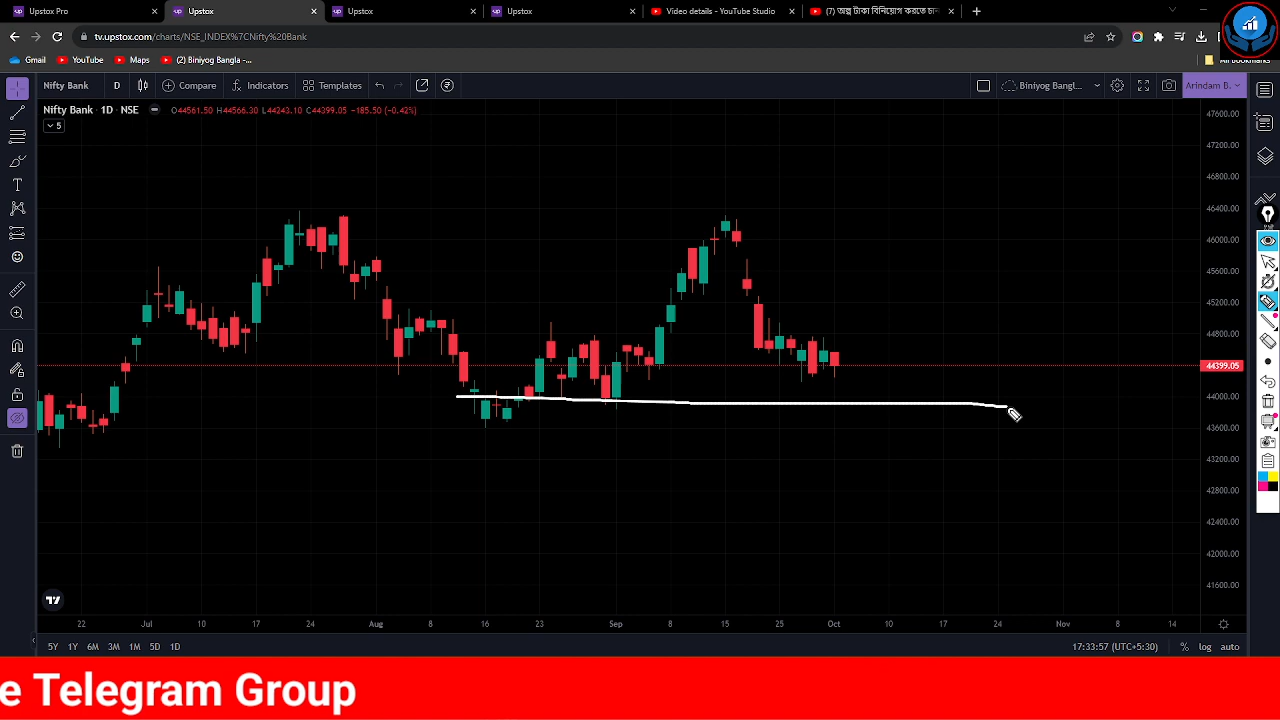 Upstox Pro
Upstox
Upstox
Upstox
Video details - YouTube Studio
(7) অল্প টাকা বিনিয়োগ করতে চান
tv.upstox.com/charts/NSE_INDEX%7CNifty%20Bank
Gmail
YouTube
Maps
(2) Biniyog Bangla -...
All Bookmarks
Nifty Bank
D
Compare
Indicators
Templates
Biniyog Bangl...
Arindam B.
Nifty Bank · 1D · NSE
O44561.50 H44566.30 L44243.10 C44399.05 -185.50 (-0.42%)
5
47600.00
47200.00
46800.00
46400.00
46000.00
45600.00
45200.00
44800.00
44399.05
44000.00
43600.00
43200.00
42800.00
42400.00
42000.00
41600.00
22 Jul 10 17 24 Aug 8 16 23 Sep 8 15 25 Oct 10 17 24 Nov 8 14
5Y 1Y 6M 3M 1M 5D 1D
17:33:57 (UTC+5:30) % log auto
e Telegram Group